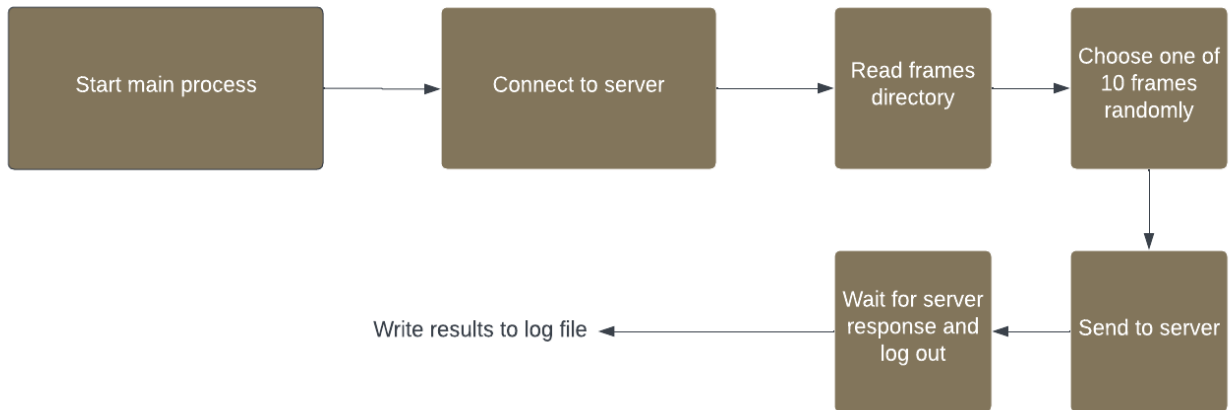 Start main process
Connect to server
Read frames
directory
Choose one of
10 frames
randomly
Send to server
Wait for server
response and
log out
Write results to log file